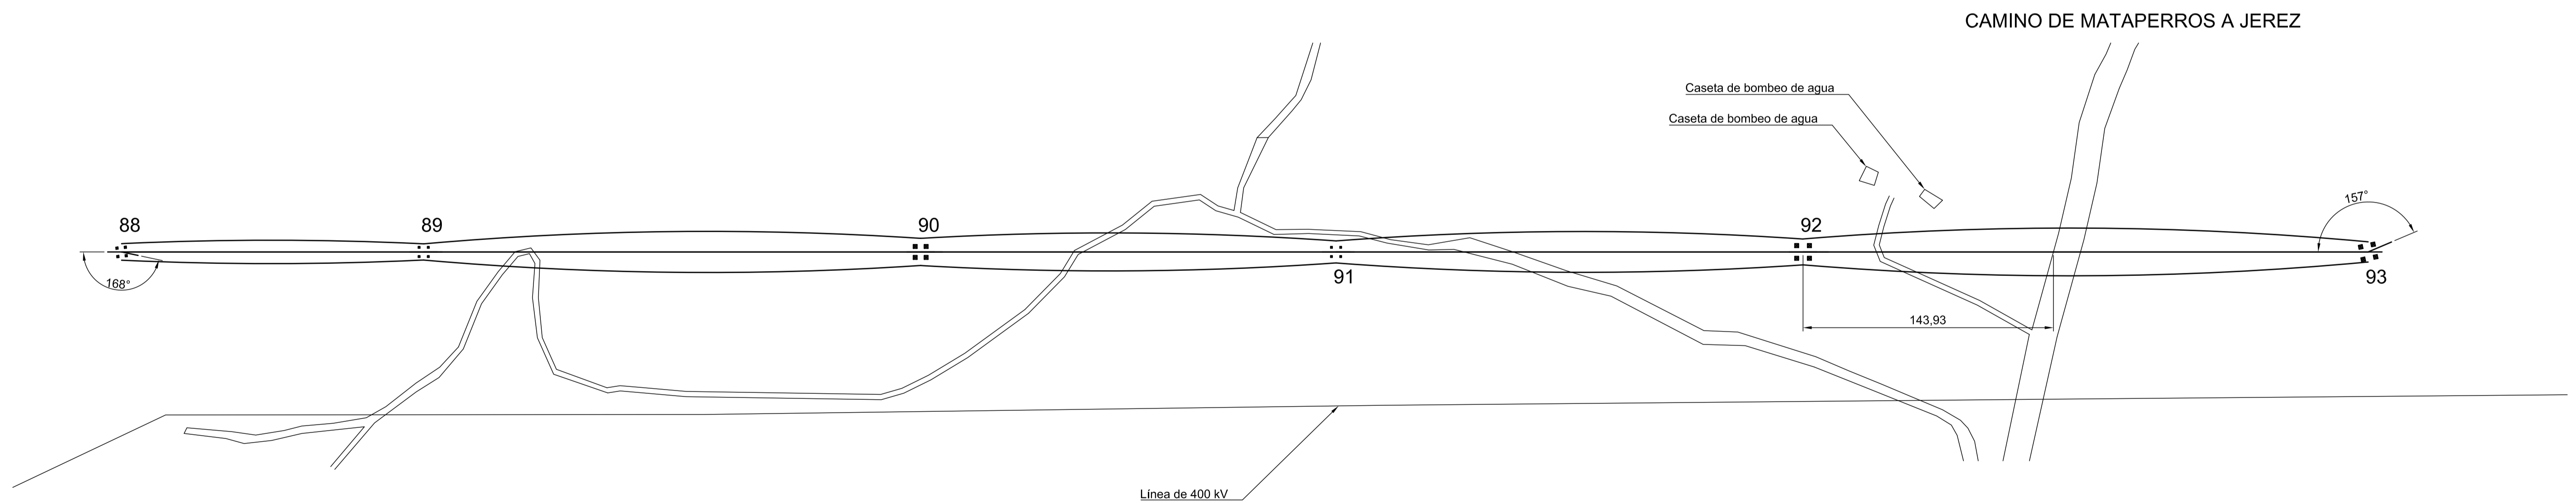 CAMINO DE MATAPERROS A JEREZ
Caseta de bombeo de agua
Caseta de bombeo de agua
157°
88
89
90
92
91
93
168°
143,93
Línea de 400 kV